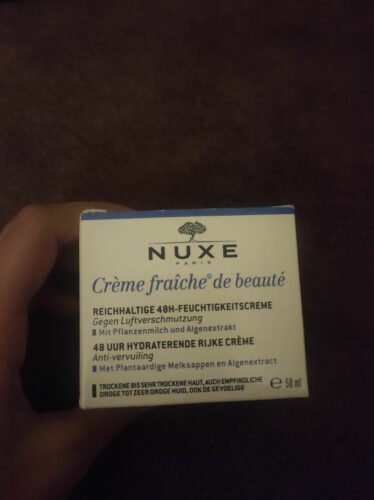 NUXE
PARIS
Crème fraîche® de beauté
REICHHALTIGE 48H-FEUCHTIGKEITSCREME
Gegen Luftverschmutzung
Mit Pflanzenmilch und Algenextrakt
48 UUR HYDRATERENDE RIJKE CRÈME
Anti-vervuiling
Met Plantaardige Melksappen en Algenextract
TROCKENE BIS SEHR TROCKENE HAUT, AUCH EMPFINDLICHE
DROGE TOT ZEER DROGE HUID, OOK DE GEVOELIGE
℮ 50 ml